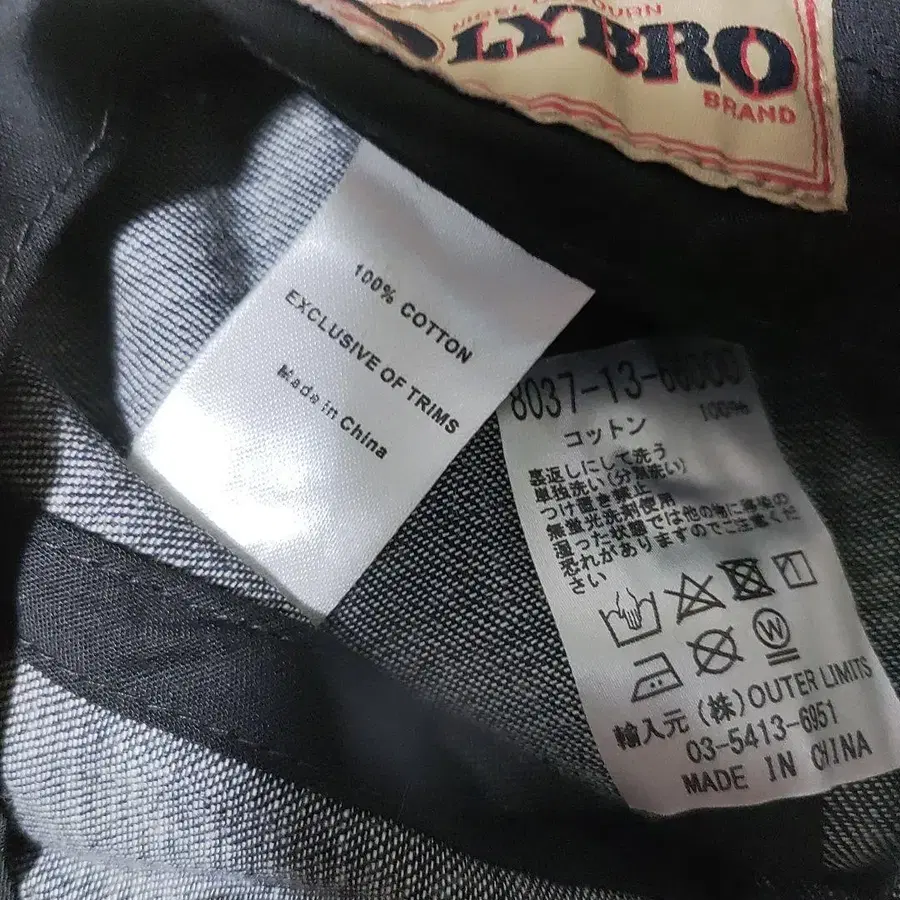 LYBRO
BRAND
100% COTTON
EXCLUSIVE OF TRIMS
Made in China
コットン 100%
裏返しにして洗う
単独洗い(分別洗い)
つけ置き禁止
無蛍光洗剤使用
湿った状態では他の物に移染の
恐れがありますのでご注意くだ
さい
W
輸入元 (株)OUTER LIMITS
03-5413-6951
MADE IN CHINA